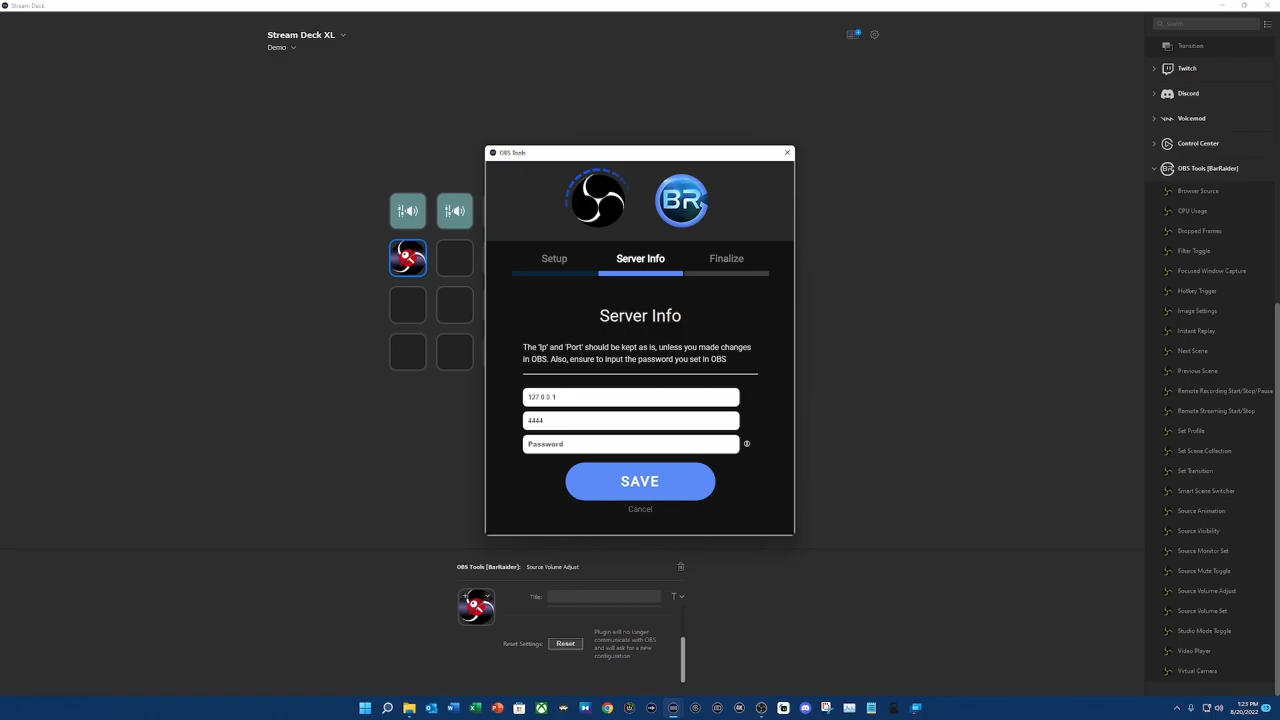 Stream Deck
Stream Deck XL
Demo
Search
Transition
Twitch
Discord
Voicemod
Control Center
OBS Tools [BarRaider]
Browser Source
CPU Usage
Dropped Frames
Filter Toggle
Focused Window Capture
Hotkey Trigger
Image Settings
Instant Replay
Next Scene
Previous Scene
Remote Recording Start/Stop/Pause
Remote Streaming Start/Stop
Set Profile
Set Scene Collection
Set Transition
Smart Scene Switcher
Source Animation
Source Visibility
Source Monitor Set
Source Mute Toggle
Source Volume Adjust
Source Volume Set
Studio Mode Toggle
Video Player
Virtual Camera
OBS Tools
BR
Setup Server Info Finalize
Server Info
The 'Ip' and 'Port' should be kept as is, unless you made changes
in OBS. Also, ensure to input the password you set in OBS
127.0.0.1
4444
Password
SAVE
Cancel
OBS Tools [BarRaider]: Source Volume Adjust
Title:
T
Reset Settings: Reset
Plugin will no longer
communicate with OBS
and will ask for a new
configuration.
1:23 PM
8/20/2022